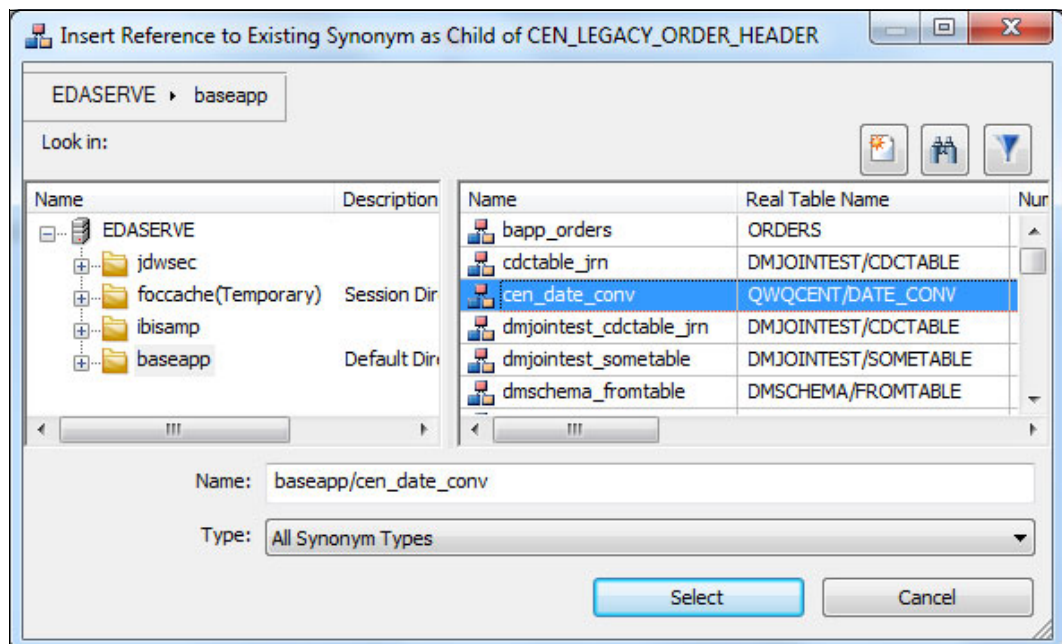 Insert Reference to Existing Synonym as Child of CEN_LEGACY_ORDER_HEADER
EDASERVE baseapp
Look in:
Name Description
EDASERVE
jdwsec
foccache(Temporary) Session Dir
ibisamp
baseapp Default Dir
Name Real Table Name Nur
bapp_orders ORDERS
cdctable_jrn DMJOINTEST/CDCTABLE
cen_date_conv QWQCENT/DATE_CONV
dmjointest_cdctable_jrn DMJOINTEST/CDCTABLE
dmjointest_sometable DMJOINTEST/SOMETABLE
dmschema_fromtable DMSCHEMA/FROMTABLE
Name: baseapp/cen_date_conv
Type: All Synonym Types
Select Cancel